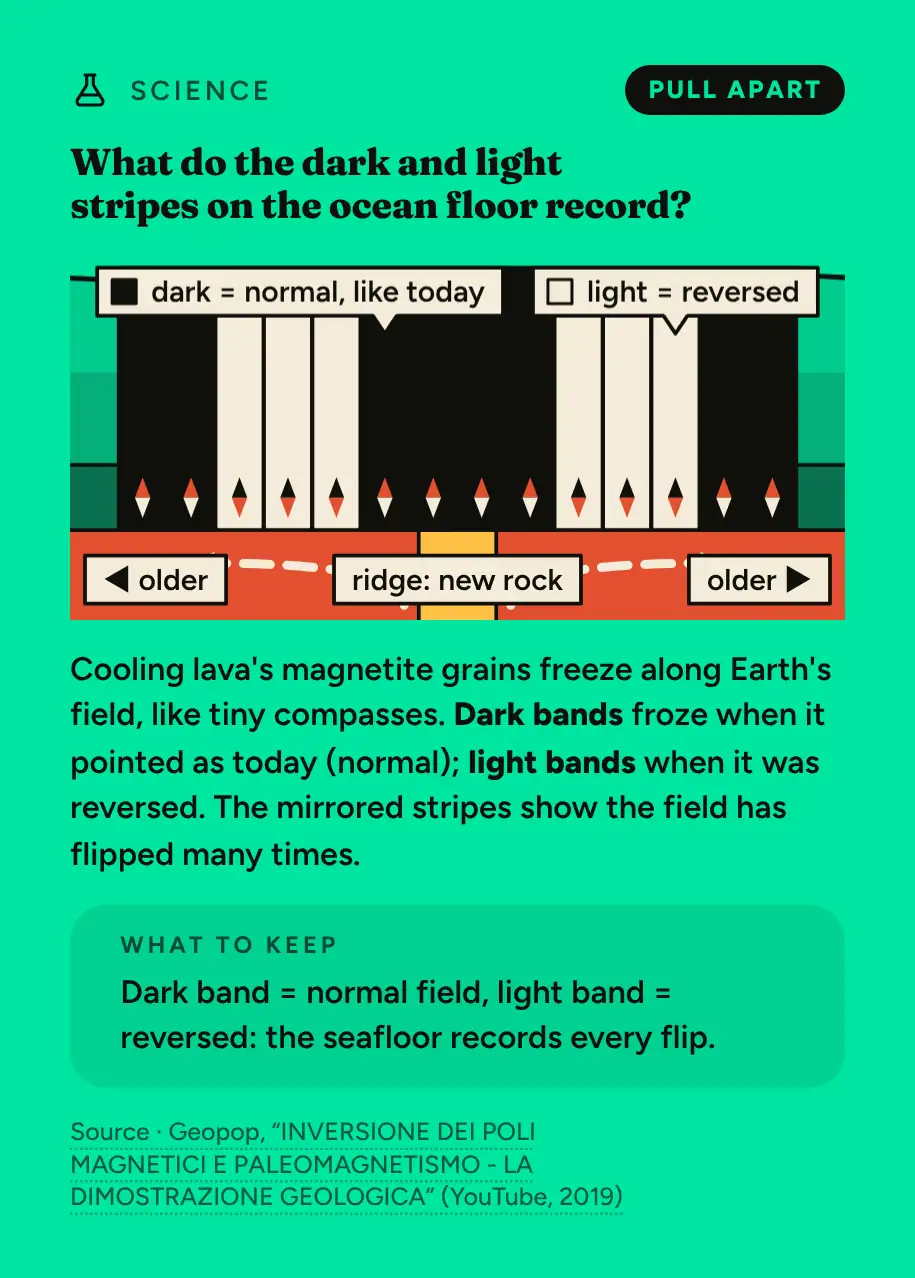 SCIENCE
PULL APART
What do the dark and light
stripes on the ocean floor record?
dark = normal, like today
light = reversed
◀ older
ridge: new rock
older ▶
Cooling lava's magnetite grains freeze along Earth's
field, like tiny compasses. Dark bands froze when it
pointed as today (normal); light bands when it was
reversed. The mirrored stripes show the field has
flipped many times.
WHAT TO KEEP
Dark band = normal field, light band =
reversed: the seafloor records every flip.
Source · Geopop, “INVERSIONE DEI POLI
MAGNETICI E PALEOMAGNETISMO - LA
DIMOSTRAZIONE GEOLOGICA” (YouTube, 2019)